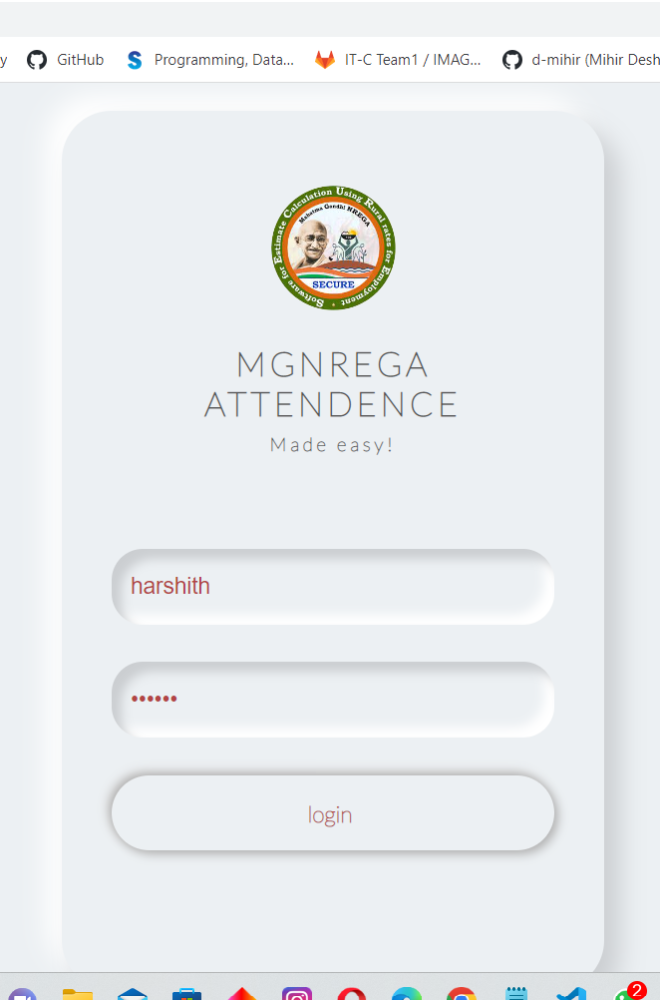 y GitHub Programming, Data... IT-C Team1 / IMAG... d-mihir (Mihir Desh
Software for Estimate Calculation Using Rural rates for Employment
Mahatma Gandhi NREGA
SECURE
MGNREGA
ATTENDENCE
Made easy!
harshith
••••••
login
2